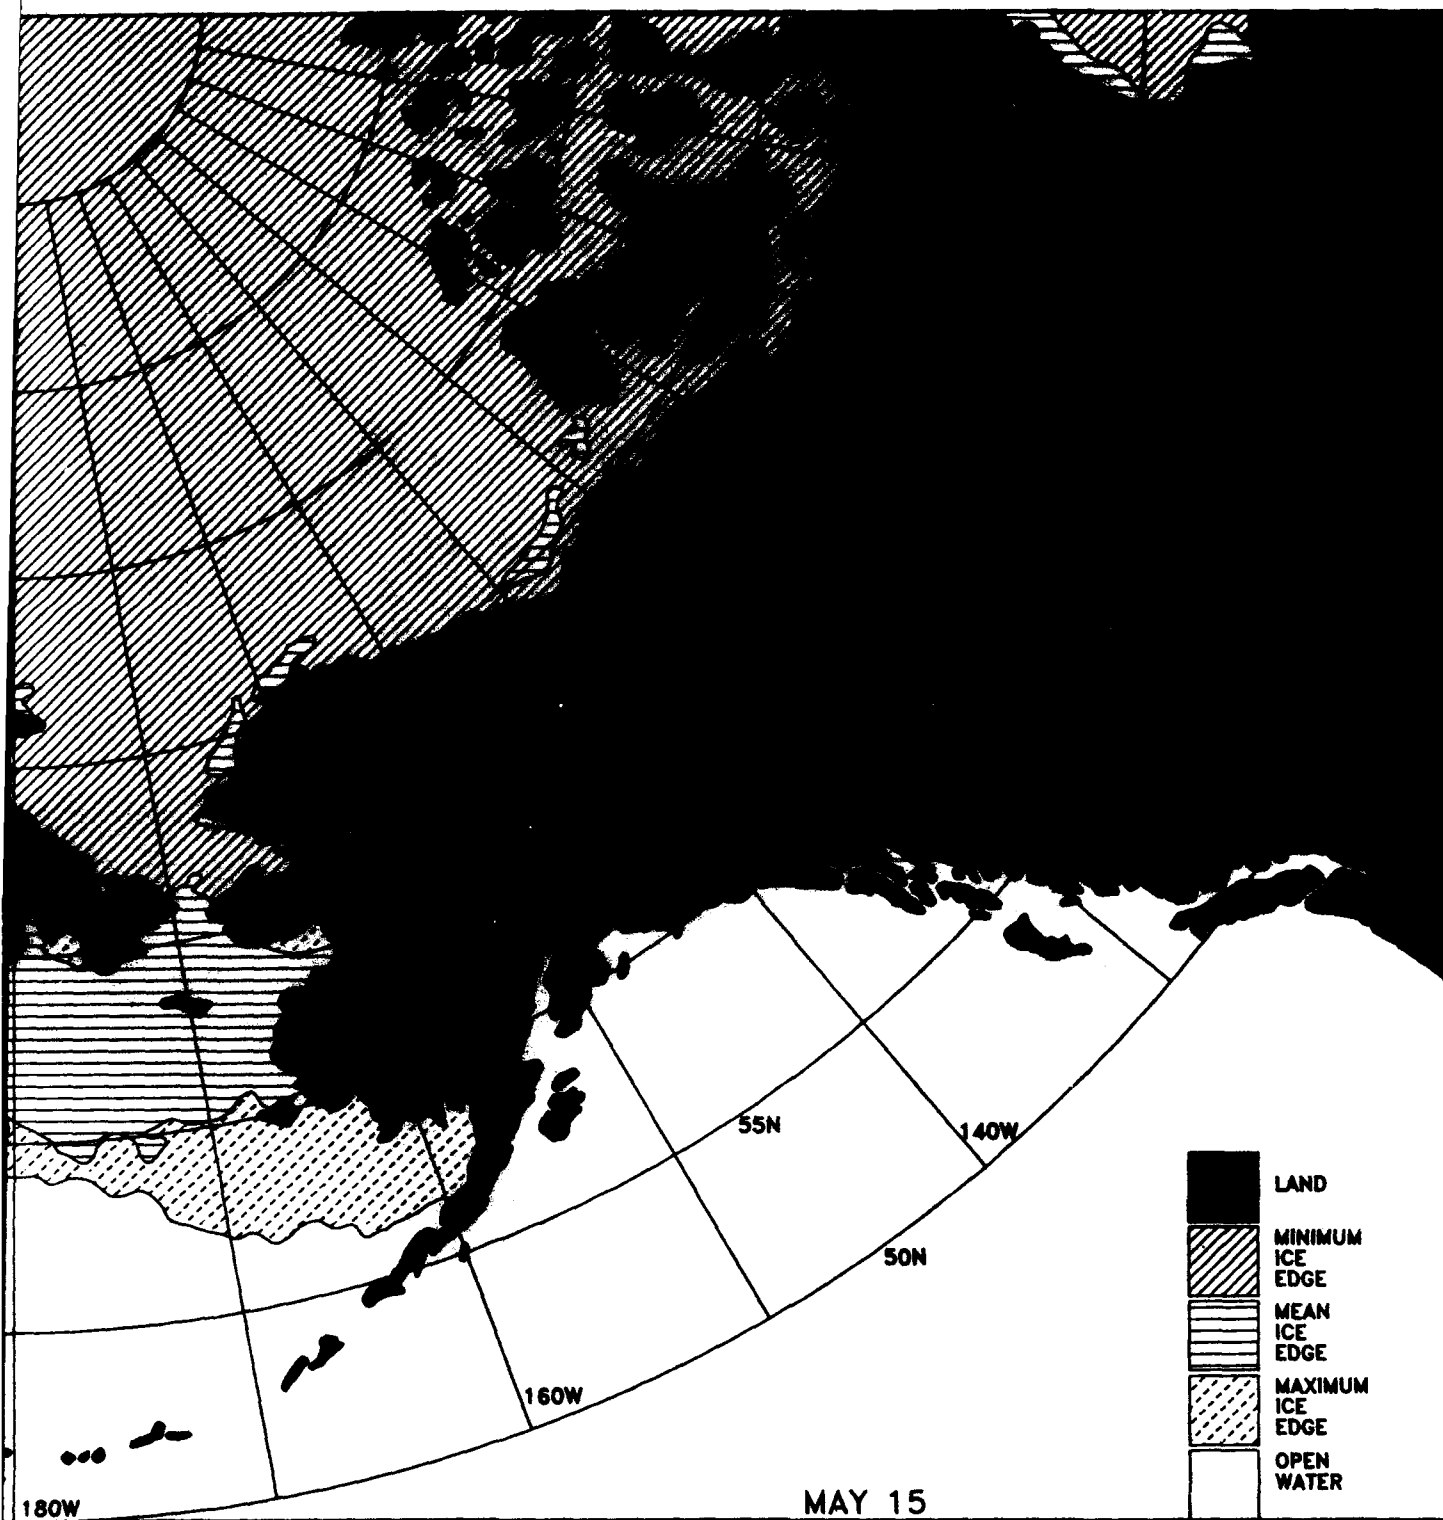 55N
140W
LAND
MINIMUM
ICE
EDGE
50N
MEAN
ICE
EDGE
MAXIMUM
ICE
EDGE
160W
OPEN
WATER
180W
MAY 15